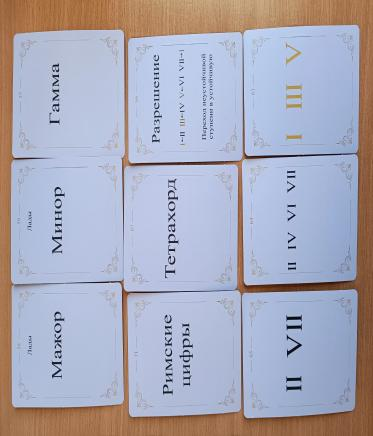 Гамма
Лады
Минор
Лады
Мажор
Разрешение
I←II III←IV V←VI VII→I
Переход неустойчивой
ступени в устойчивую
Тетрахорд
Римские
цифры
I III V
II IV VI VII
II VII